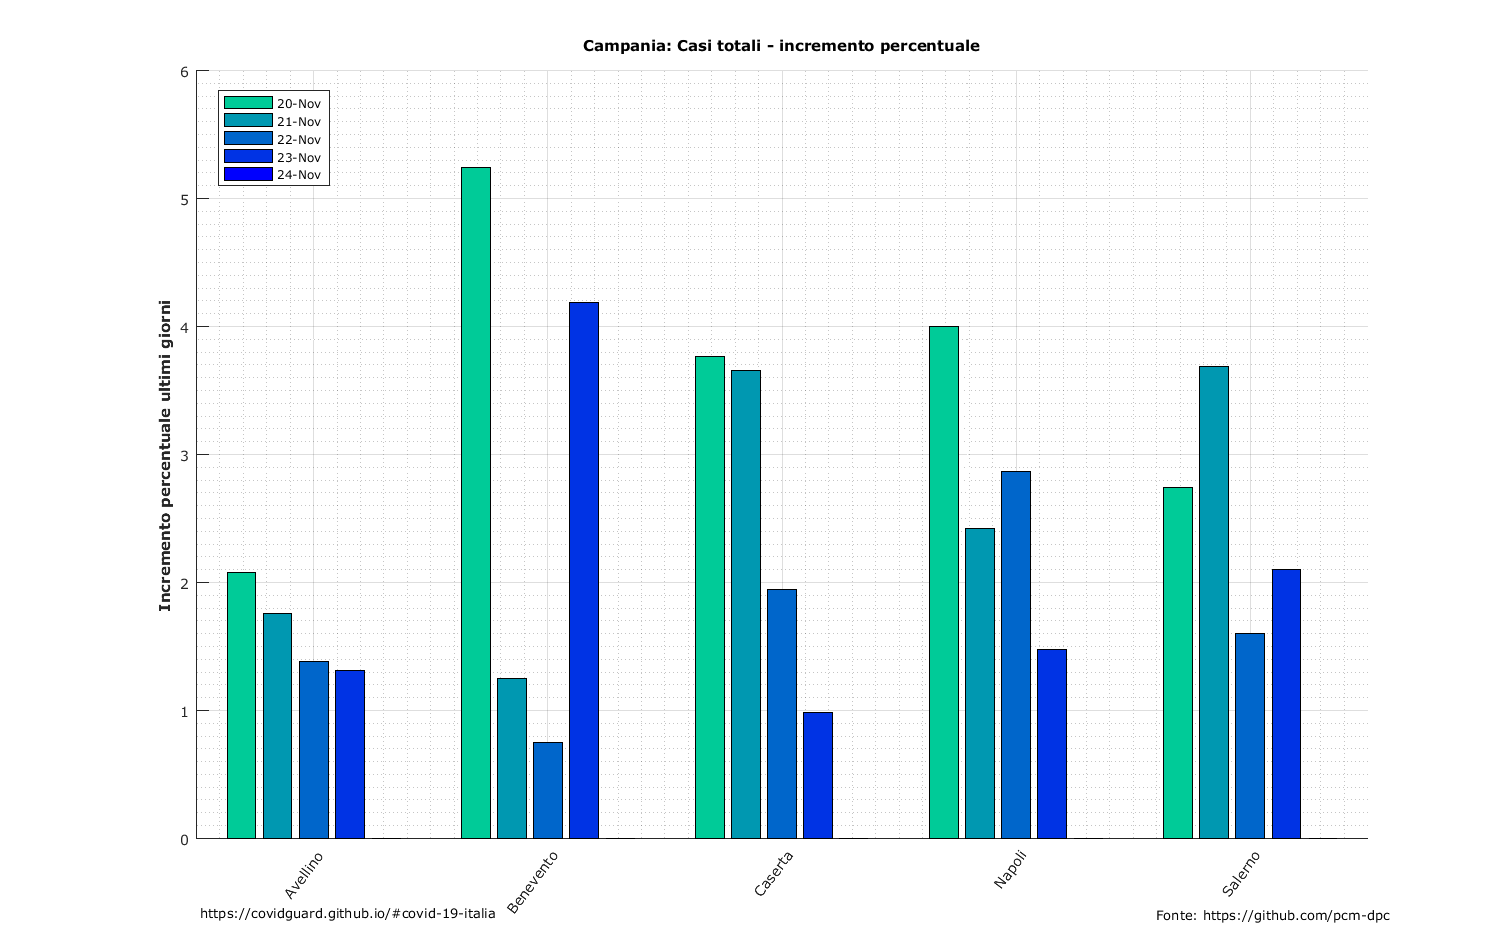 Campania: Casi totali - incremento percentuale
6
5
4
3
2
1
0
Incremento percentuale ultimi giorni
20-Nov
21-Nov
22-Nov
23-Nov
24-Nov
Avellino
Benevento
Caserta
Napoli
Salerno
https://covidguard.github.io/#covid-19-italia
Fonte: https://github.com/pcm-dpc